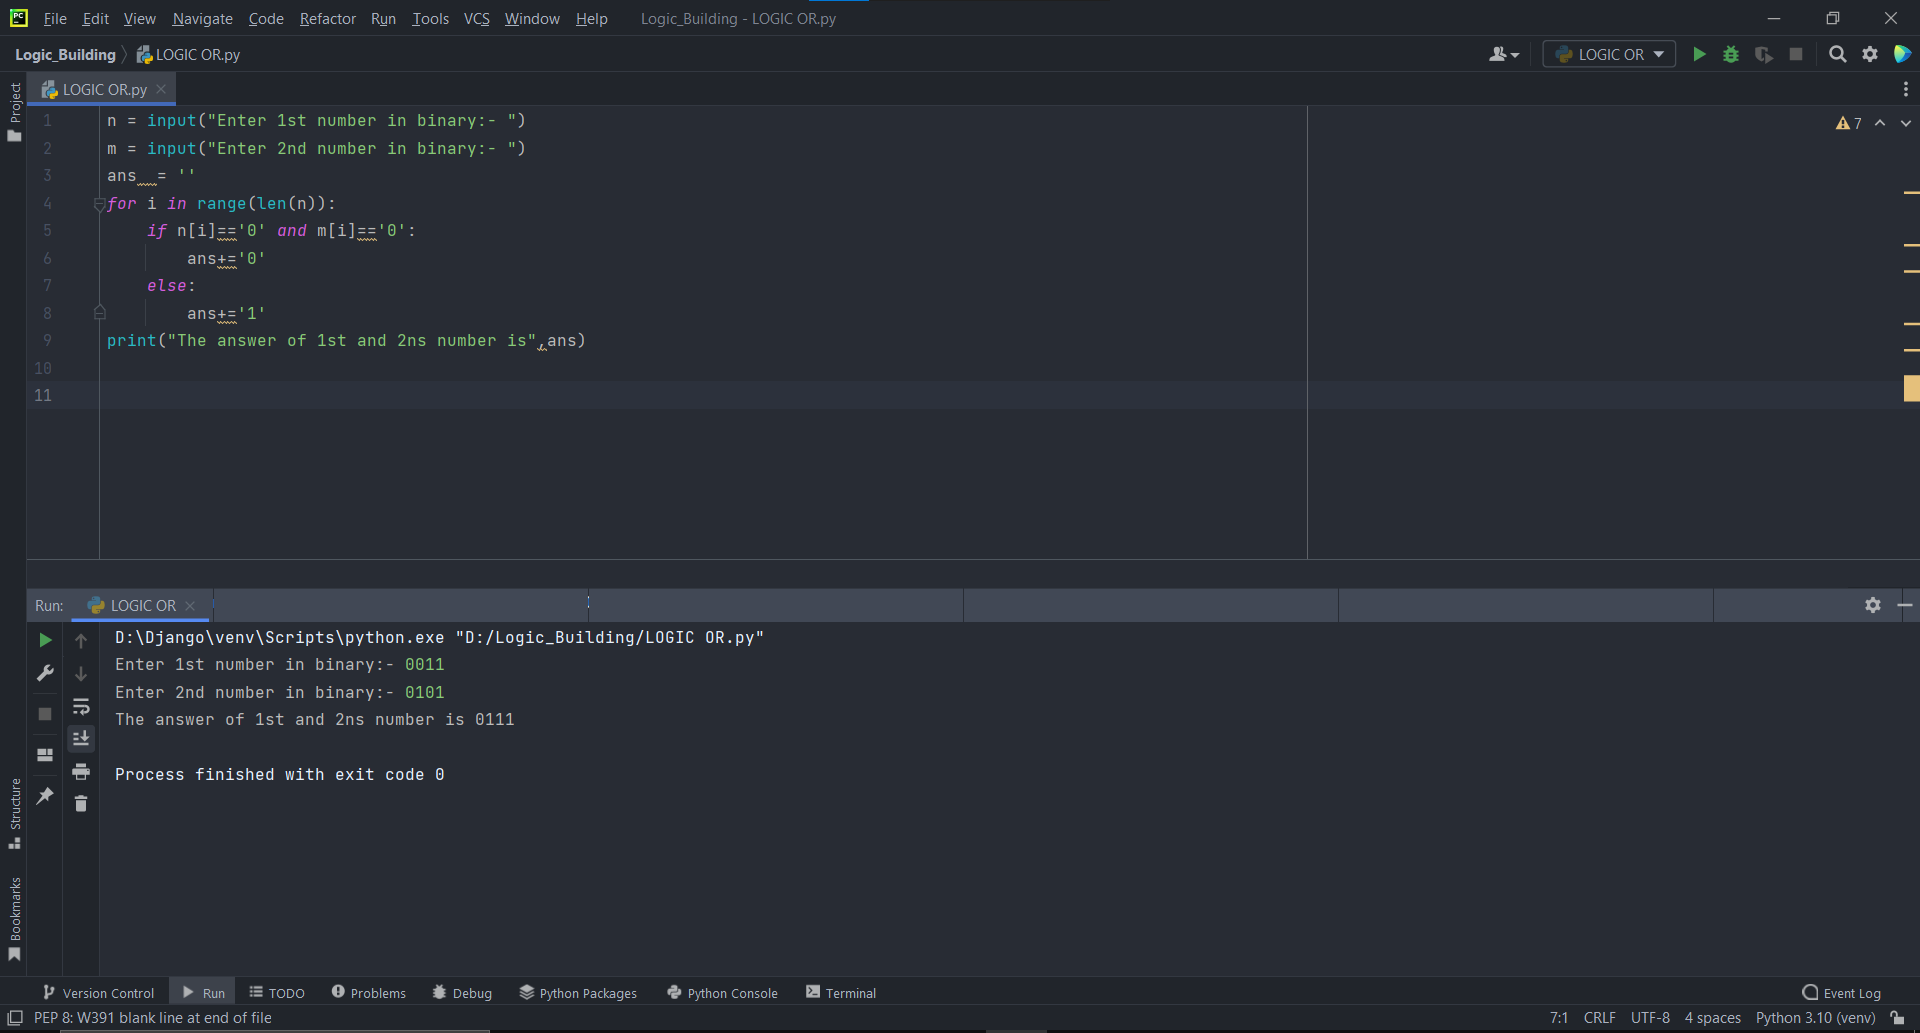 PC File Edit View Navigate Code Refactor Run Tools VCS Window Help Logic_Building - LOGIC OR.py
Logic_Building LOGIC OR.py LOGIC OR
Project
LOGIC OR.py
7
1 n = input("Enter 1st number in binary:- ")
2 m = input("Enter 2nd number in binary:- ")
3 ans  = ''
4 for i in range(len(n)):
5     if n[i]=='0' and m[i]=='0':
6         ans+='0'
7     else:
8         ans+='1'
9 print("The answer of 1st and 2ns number is",ans)
10
11
Run: LOGIC OR
D:\Django\venv\Scripts\python.exe "D:/Logic_Building/LOGIC OR.py"
Enter 1st number in binary:- 0011
Enter 2nd number in binary:- 0101
The answer of 1st and 2ns number is 0111
Process finished with exit code 0
Structure
Bookmarks
Version Control Run TODO Problems Debug Python Packages Python Console Terminal Event Log
PEP 8: W391 blank line at end of file 7:1 CRLF UTF-8 4 spaces Python 3.10 (venv)